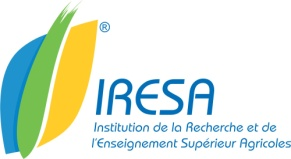 ®
IRESA
Institution de la Recherche et de
l'Enseignement Supérieur Agricoles